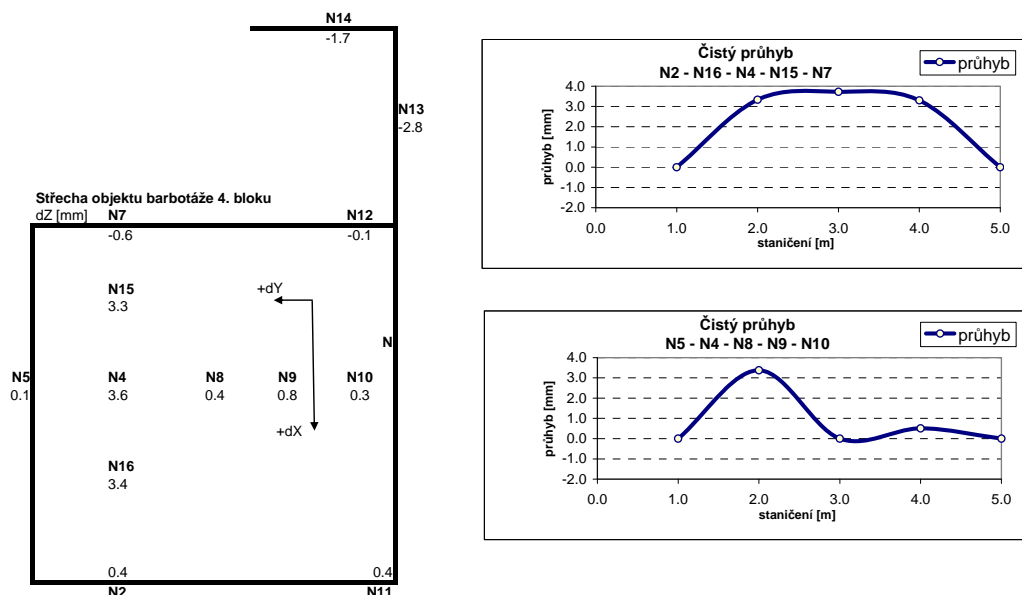 N14
-1.7
N13
-2.8
Střecha objektu barbotáže 4. bloku
dZ [mm]
N7
N12
-0.6
-0.1
N15
3.3
+dY
N
N5
N4
N8
N9
N10
0.1
3.6
0.4
0.8
0.3
+dX
N16
3.4
0.4
0.4
N2
N11
Čistý průhyb
N2 - N16 - N4 - N15 - N7
průhyb
4.0
3.0
2.0
1.0
0.0
-1.0
-2.0
průhyb [mm]
0.0 1.0 2.0 3.0 4.0 5.0
staničení [m]
Čistý průhyb
N5 - N4 - N8 - N9 - N10
průhyb
4.0
3.0
2.0
1.0
0.0
-1.0
-2.0
průhyb [mm]
0.0 1.0 2.0 3.0 4.0 5.0
staničení [m]